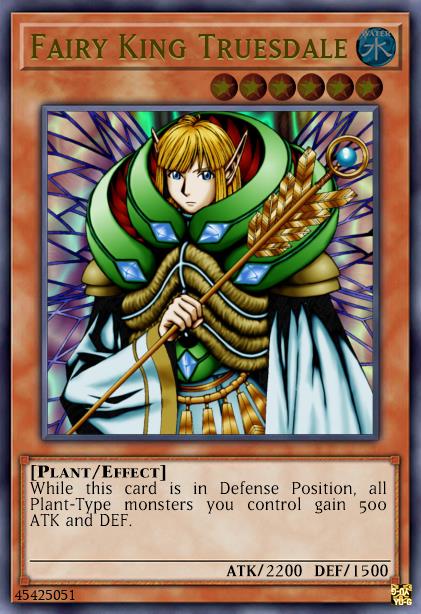 Fairy King Truesdale
WATER
水
[Plant/Effect]
While this card is in Defense Position, all
Plant-Type monsters you control gain 500
ATK and DEF.
ATK/2200 DEF/1500
45425051